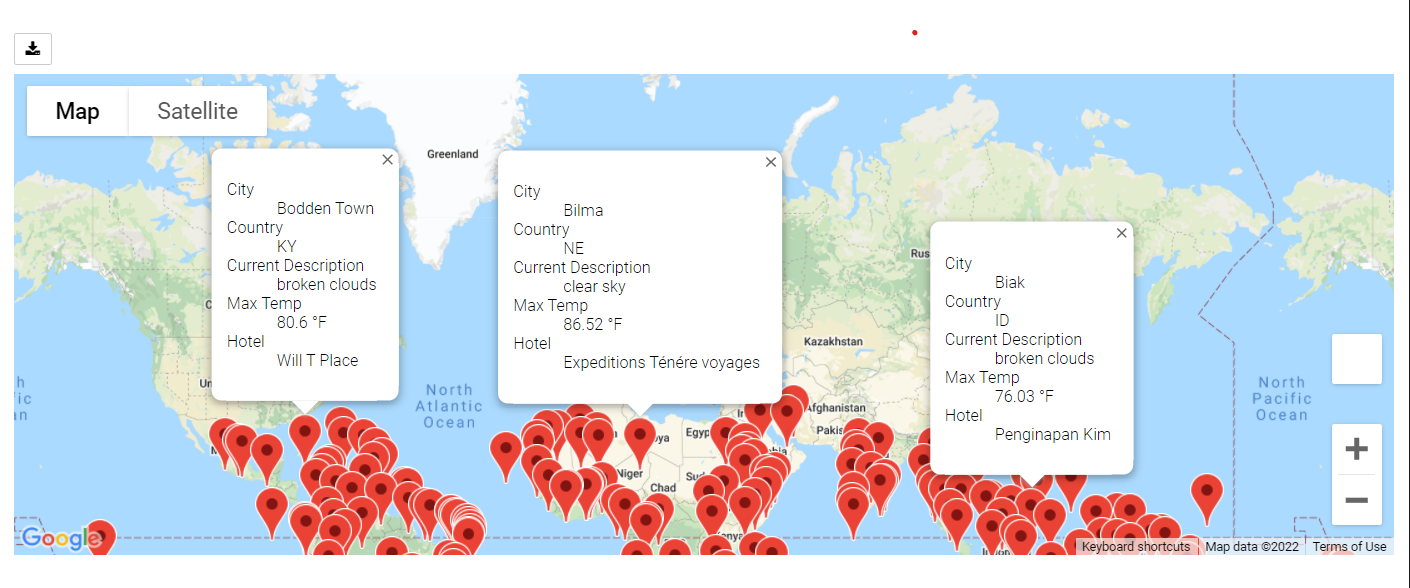 Map
Satellite
Greenland
City
Bodden Town
Country
KY
Current Description
broken clouds
Max Temp
80.6 °F
Hotel
Will T Place
City
Bilma
Country
NE
Current Description
clear sky
Max Temp
86.52 °F
Hotel
Expeditions Ténére voyages
City
Biak
Country
ID
Current Description
broken clouds
Max Temp
76.03 °F
Hotel
Penginapan Kim
Kazakhstan
Afghanistan
North
Atlantic
Ocean
North
Pacific
Ocean
Niger
Chad
Google
Keyboard shortcuts
Map data ©2022
Terms of Use